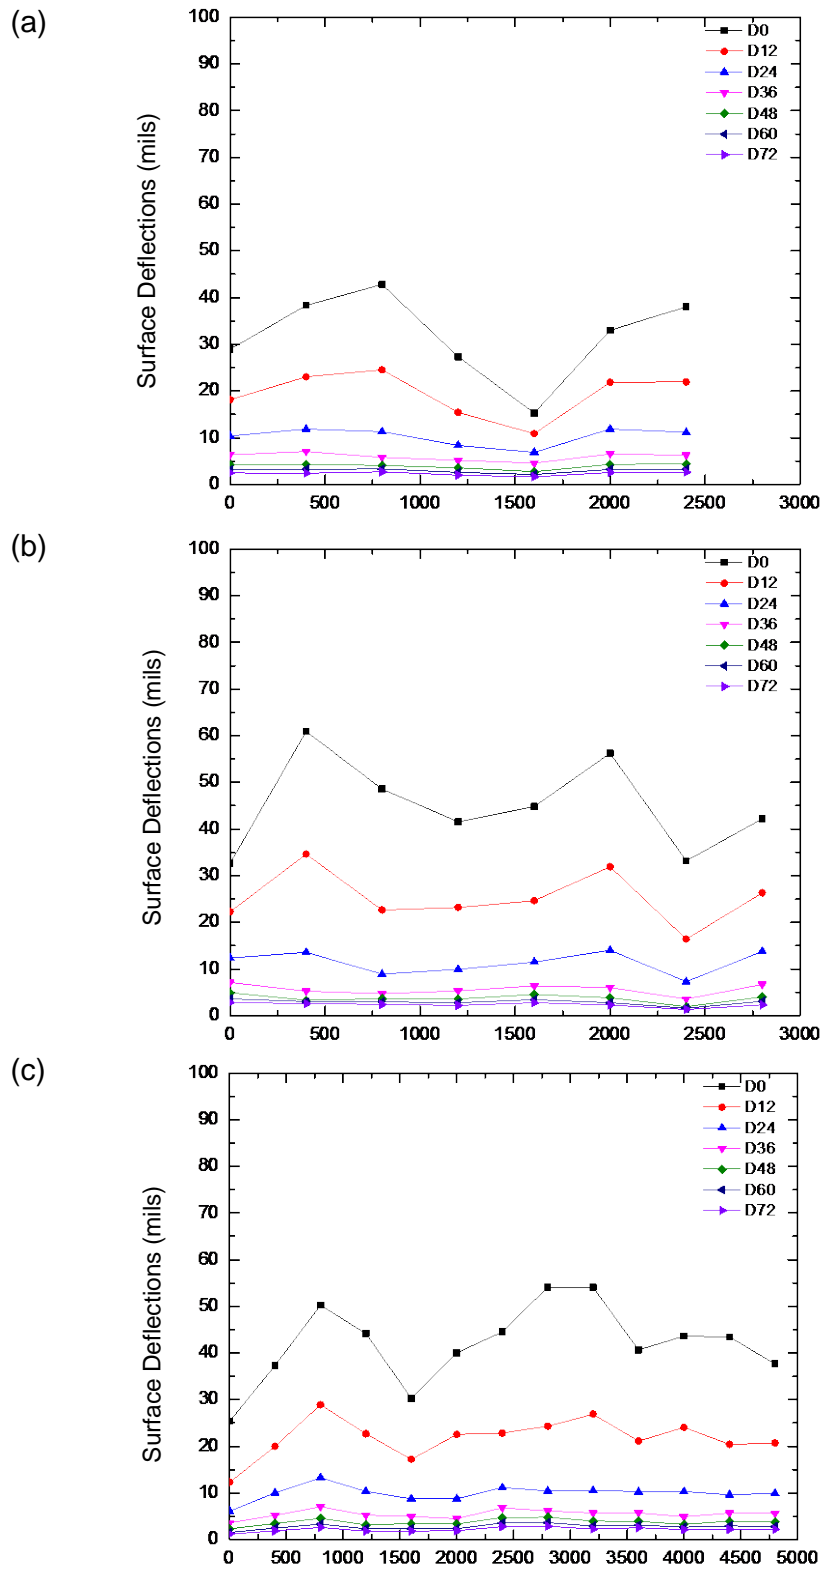 (a)
Surface Deflections (mils)
100
90
80
70
60
50
40
30
20
10
0
0 500 1000 1500 2000 2500 3000
D0
D12
D24
D36
D48
D60
D72
(b)
Surface Deflections (mils)
100
90
80
70
60
50
40
30
20
10
0
0 500 1000 1500 2000 2500 3000
D0
D12
D24
D36
D48
D60
D72
(c)
Surface Deflections (mils)
100
90
80
70
60
50
40
30
20
10
0
0 500 1000 1500 2000 2500 3000 3500 4000 4500 5000
D0
D12
D24
D36
D48
D60
D72